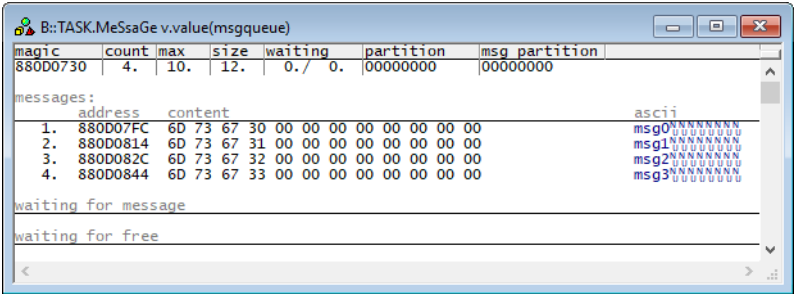 B::TASK.MeSsaGe v.value(msgqueue)
magic count max size waiting partition msg partition
880D0730 4. 10. 12. 0./ 0. 00000000 00000000
messages:
address content ascii
1. 880D07FC 6D 73 67 30 00 00 00 00 00 00 00 00 msg0NUNUNUNUNUNUNUNU
2. 880D0814 6D 73 67 31 00 00 00 00 00 00 00 00 msg1NUNUNUNUNUNUNUNU
3. 880D082C 6D 73 67 32 00 00 00 00 00 00 00 00 msg2NUNUNUNUNUNUNUNU
4. 880D0844 6D 73 67 33 00 00 00 00 00 00 00 00 msg3NUNUNUNUNUNUNUNU
waiting for message
waiting for free